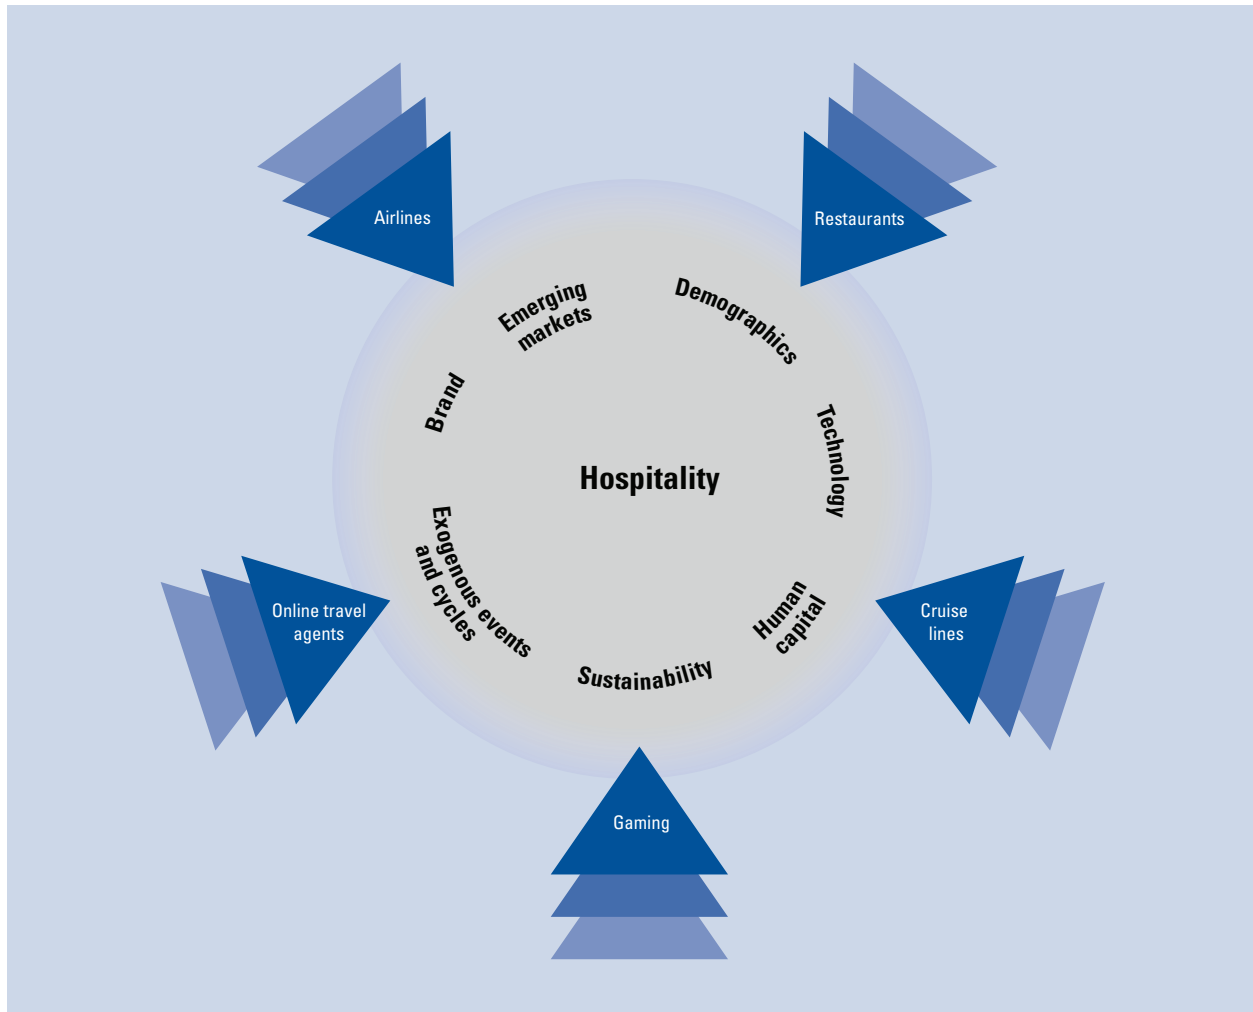 Airlines
Restaurants
Emerging
markets
Demographics
Brand
Technology
Hospitality
Exogenous events
and cycles
Human
capital
Sustainability
Online travel
agents
Cruise
lines
Gaming